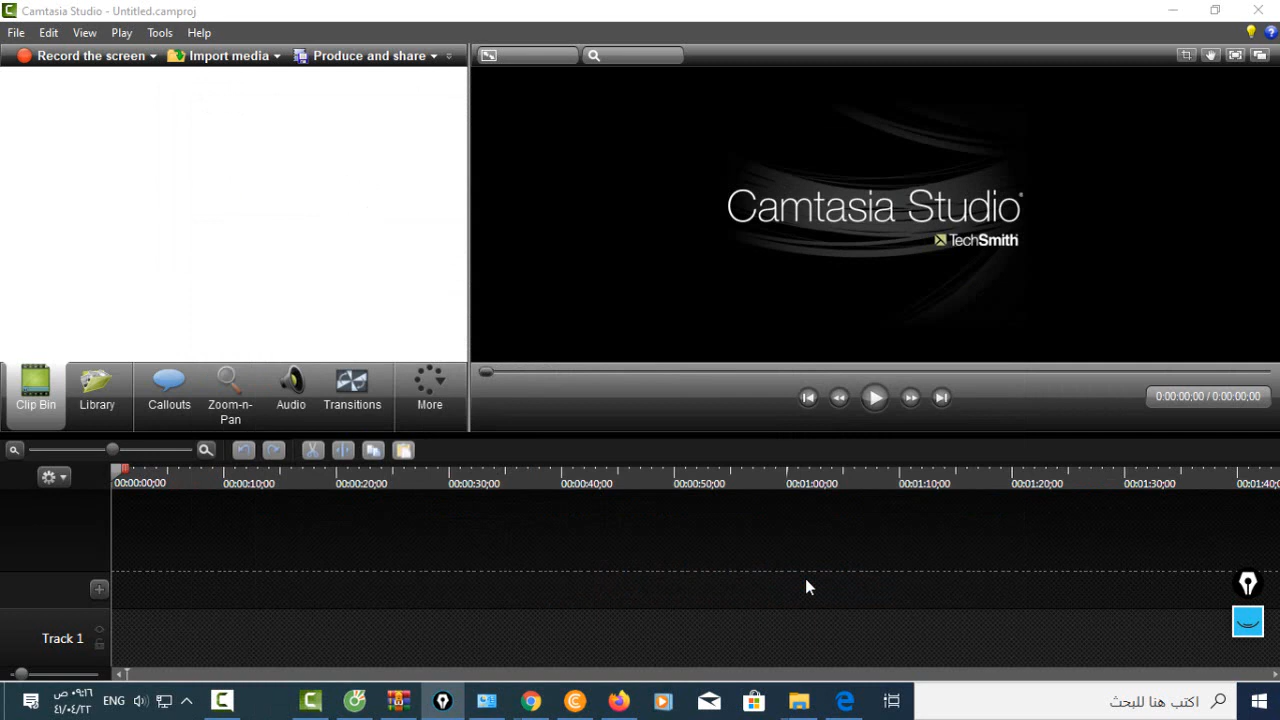 Camtasia Studio - Untitled.camproj
File Edit View Play Tools Help
Record the screen Import media Produce and share
Camtasia Studio
TechSmith
Clip Bin Library Callouts Zoom-n-Pan Audio Transitions More
0:00:00;00 / 0:00:00;00
00:00:00;00 00:00:10;00 00:00:20;00 00:00:30;00 00:00:40;00 00:00:50;00 00:01:00;00 00:01:10;00 00:01:20;00 00:01:30;00 00:01:40;0
Track 1
٠٩:١٦ ص ENG اكتب هنا للبحث
٤١/٠٤/٢٢